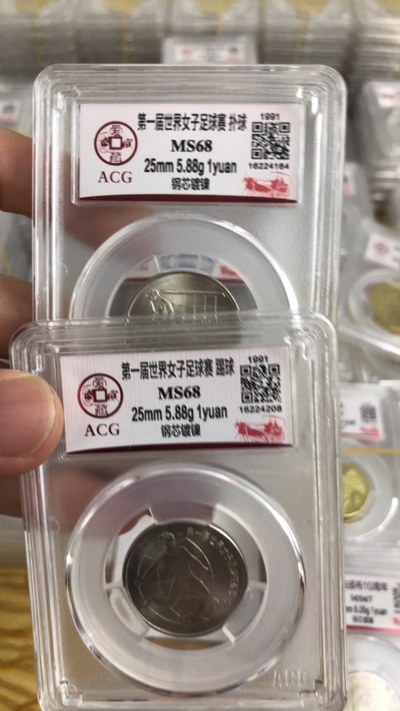 第一届世界女子足球赛 扑球
1991
MS68
25mm 5.88g 1yuan
16224184
钢芯镀镍
ACG
第一届世界女子足球赛 踢球
1991
MS68
25mm 5.88g 1yuan
16224208
钢芯镀镍
ACG